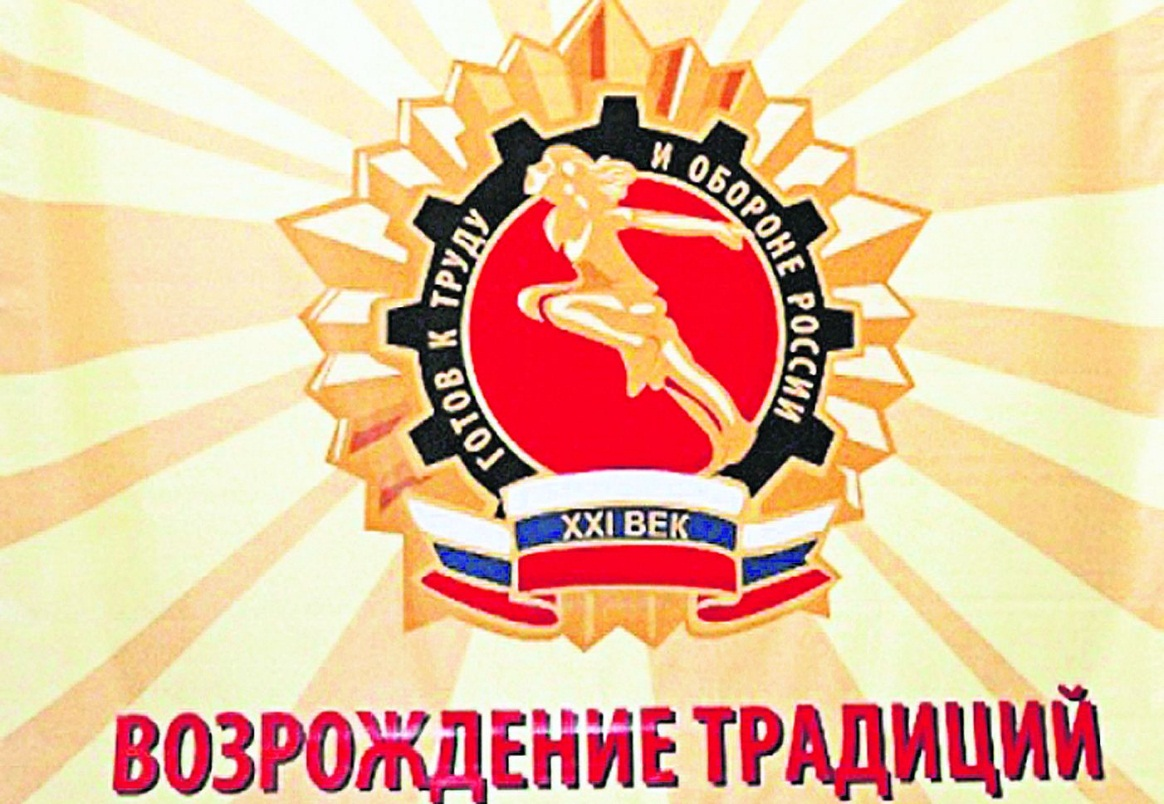 ГОТОВ К ТРУДУ И ОБОРОНЕ РОССИИ
XXI ВЕК
ВОЗРОЖДЕНИЕ ТРАДИЦИЙ